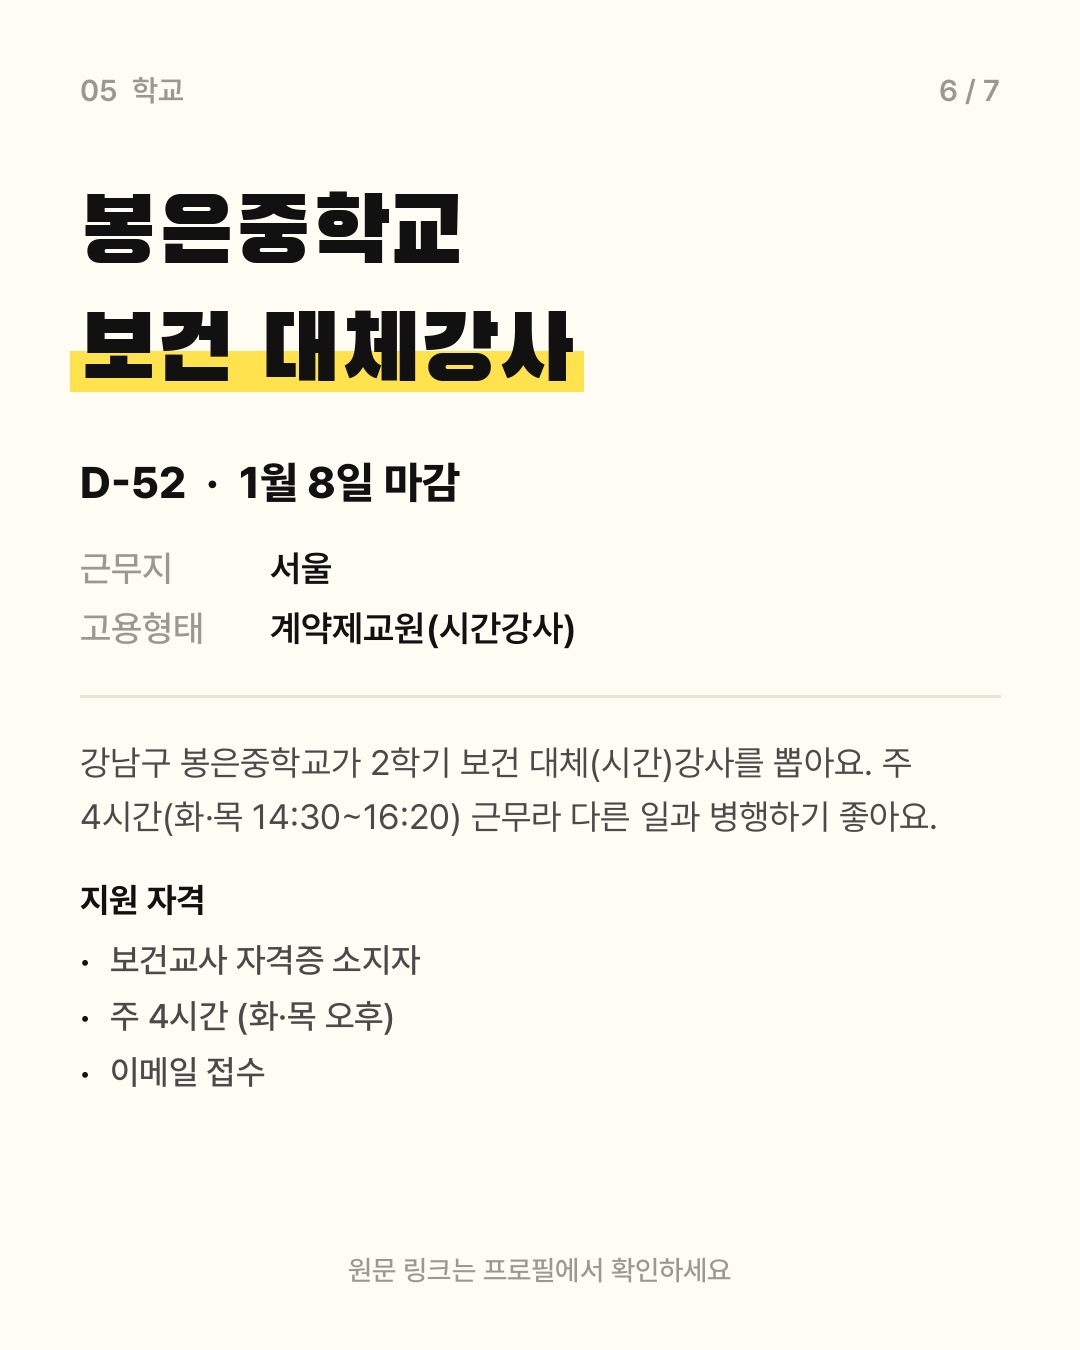 05 학교
6 / 7
봉은중학교
보건 대체강사
D-52 · 1월 8일 마감
근무지 서울
고용형태 계약제교원(시간강사)
강남구 봉은중학교가 2학기 보건 대체(시간)강사를 뽑아요. 주
4시간(화·목 14:30~16:20) 근무라 다른 일과 병행하기 좋아요.
지원 자격
• 보건교사 자격증 소지자
• 주 4시간 (화·목 오후)
• 이메일 접수
원문 링크는 프로필에서 확인하세요